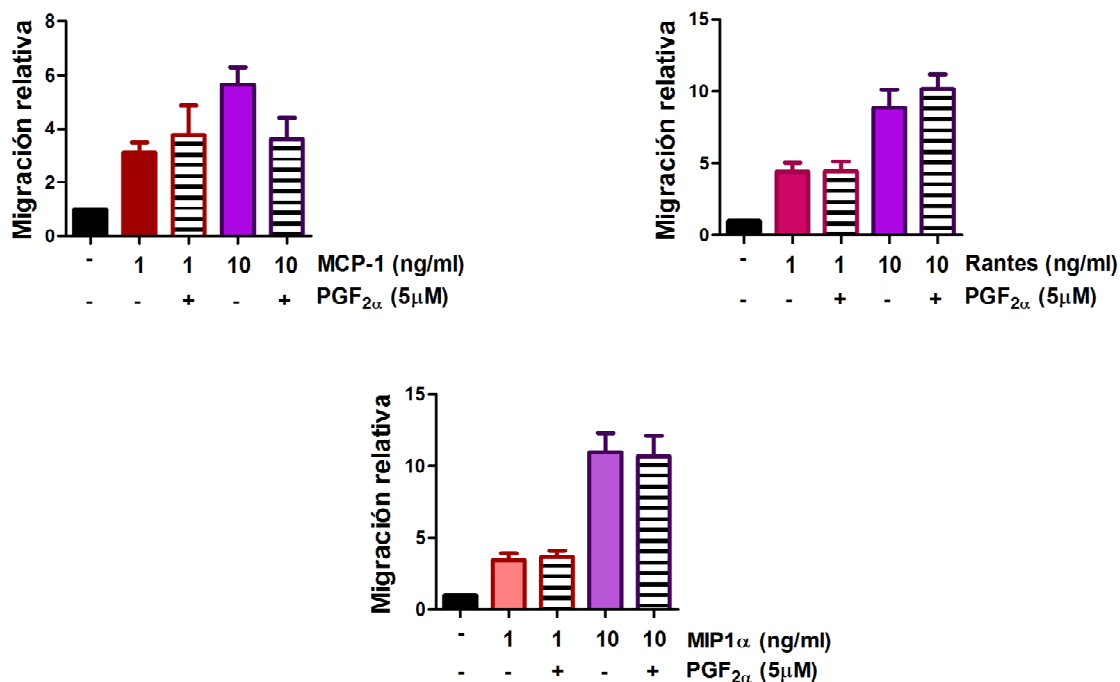 Migración relativa
8
6
4
2
0
- 1 1 10 10 MCP-1 (ng/ml)
- - + - + PGF2α (5μM)
Migración relativa
15
10
5
0
- 1 1 10 10 Rantes (ng/ml)
- - + - + PGF2α (5μM)
Migración relativa
15
10
5
0
- 1 1 10 10 MIP1α (ng/ml)
- - + - + PGF2α (5μM)